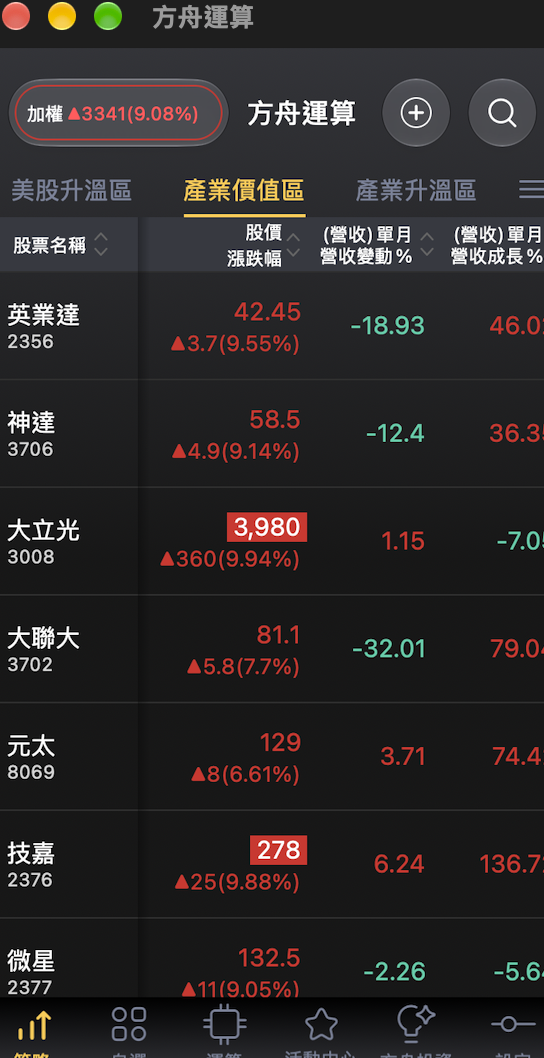 方舟運算
加權 ▲3341(9.08%)
方舟運算
美股升溫區 產業價值區 產業升溫區
股票名稱 股價 漲跌幅 (營收)單月 營收變動% (營收)單月 營收成長%
英業達 42.45 -18.93
2356 ▲3.7(9.55%)
神達 58.5 -12.4
3706 ▲4.9(9.14%)
大立光 3,980 1.15
3008 ▲360(9.94%)
大聯大 81.1 -32.01
3702 ▲5.8(7.7%)
元太 129 3.71
8069 ▲8(6.61%)
技嘉 278 6.24
2376 ▲25(9.88%)
微星 132.5 -2.26
2377 ▲11(9.05%)